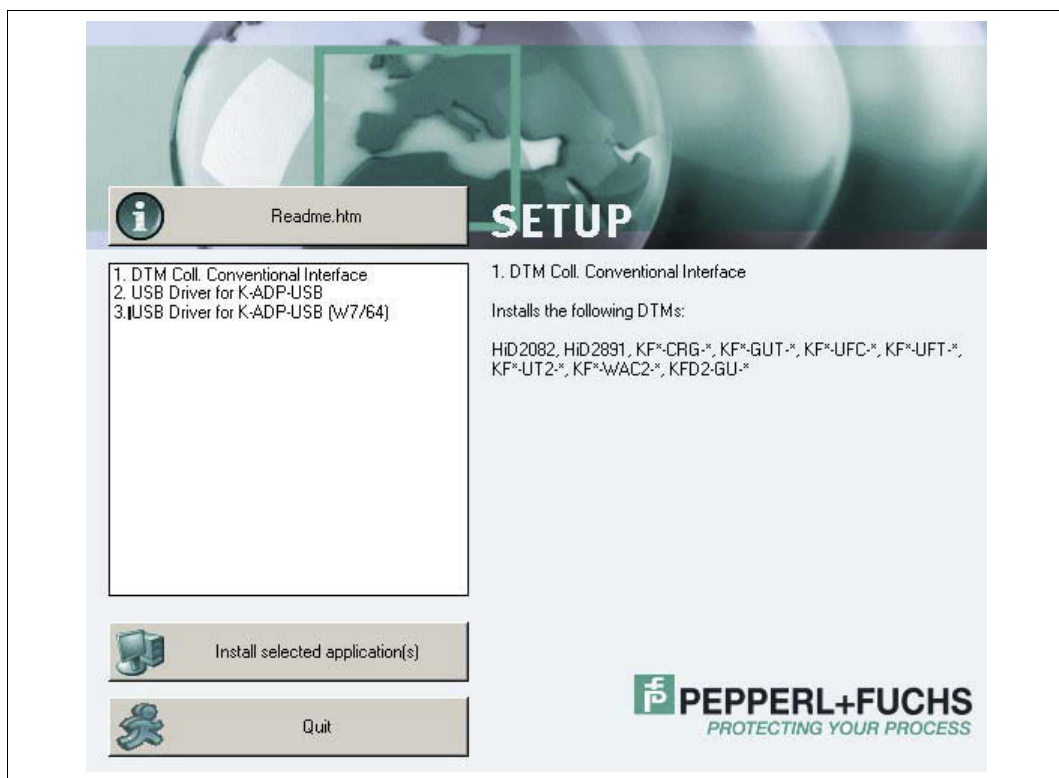 Readme.htm
SETUP
1. DTM Coll. Conventional Interface
2. USB Driver for K-ADP-USB
3. USB Driver for K-ADP-USB (W7/64)
1. DTM Coll. Conventional Interface
Installs the following DTMs:
HiD2082, HiD2891, KF*-CRG-*, KF*-GUT-*, KF*-UFC-*, KF*-UFT-*,
KF*-UT2-*, KF*-WAC2-*, KFD2-GU-*
Install selected application(s)
Quit
PEPPERL+FUCHS
PROTECTING YOUR PROCESS